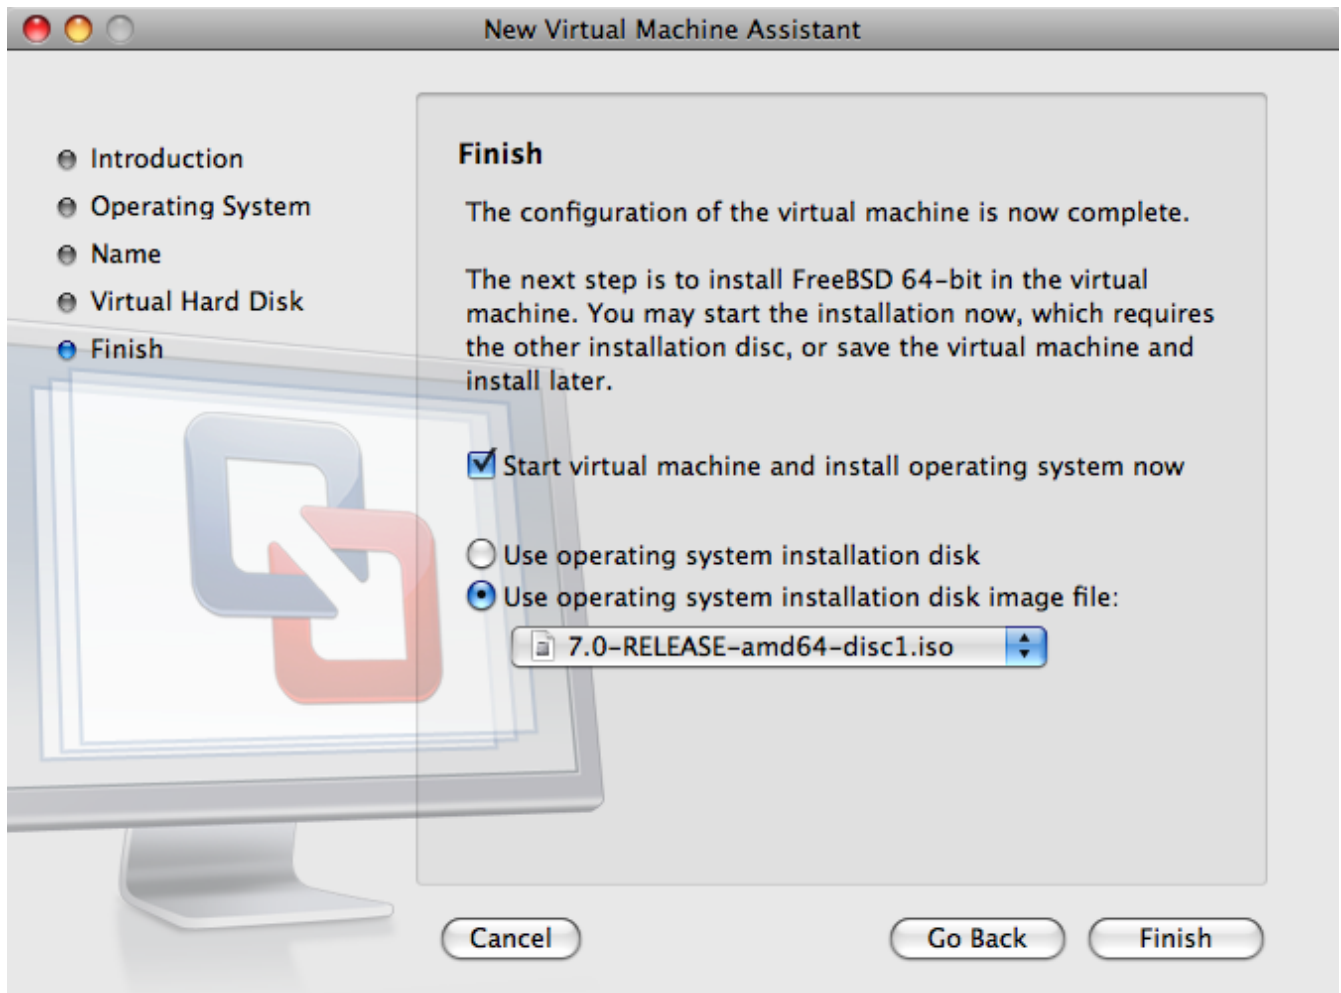 New Virtual Machine Assistant
Introduction
Operating System
Name
Virtual Hard Disk
Finish
Finish
The configuration of the virtual machine is now complete.
The next step is to install FreeBSD 64-bit in the virtual
machine. You may start the installation now, which requires
the other installation disc, or save the virtual machine and
install later.
Start virtual machine and install operating system now
Use operating system installation disk
Use operating system installation disk image file:
7.0-RELEASE-amd64-disc1.iso
Cancel
Go Back
Finish